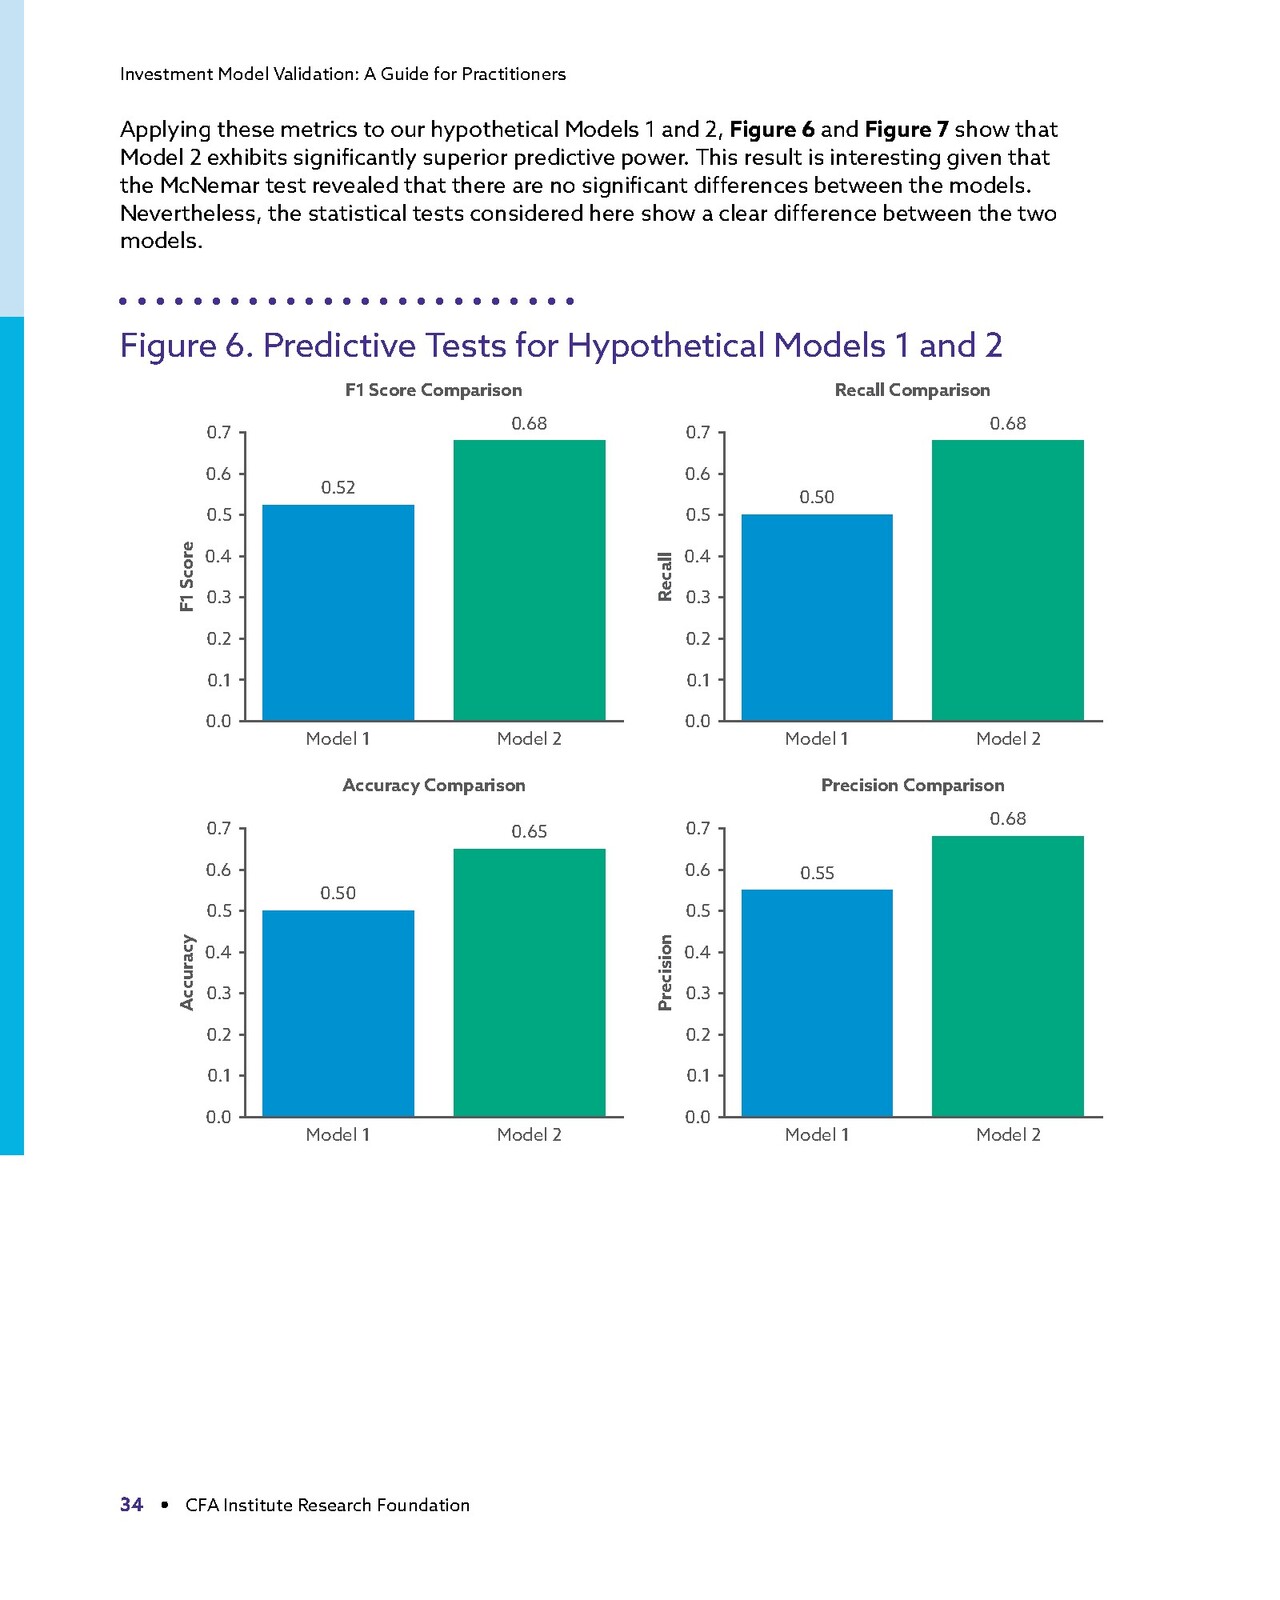 Investment Model Validation: A Guide for Practitioners
Applying these metrics to our hypothetical Models 1 and 2, Figure 6 and Figure 7 show that
Model 2 exhibits significantly superior predictive power. This result is interesting given that
the McNemar test revealed that there are no significant differences between the models.
Nevertheless, the statistical tests considered here show a clear difference between the two
models.
Figure 6. Predictive Tests for Hypothetical Models 1 and 2
F1 Score Comparison
F1 Score
0.7
0.6
0.5
0.4
0.3
0.2
0.1
0.0
0.52
0.68
Model 1
Model 2
Recall Comparison
Recall
0.7
0.6
0.5
0.4
0.3
0.2
0.1
0.0
0.50
0.68
Model 1
Model 2
Accuracy Comparison
Accuracy
0.7
0.6
0.5
0.4
0.3
0.2
0.1
0.0
0.50
0.65
Model 1
Model 2
Precision Comparison
Precision
0.7
0.6
0.5
0.4
0.3
0.2
0.1
0.0
0.55
0.68
Model 1
Model 2
34 • CFA Institute Research Foundation